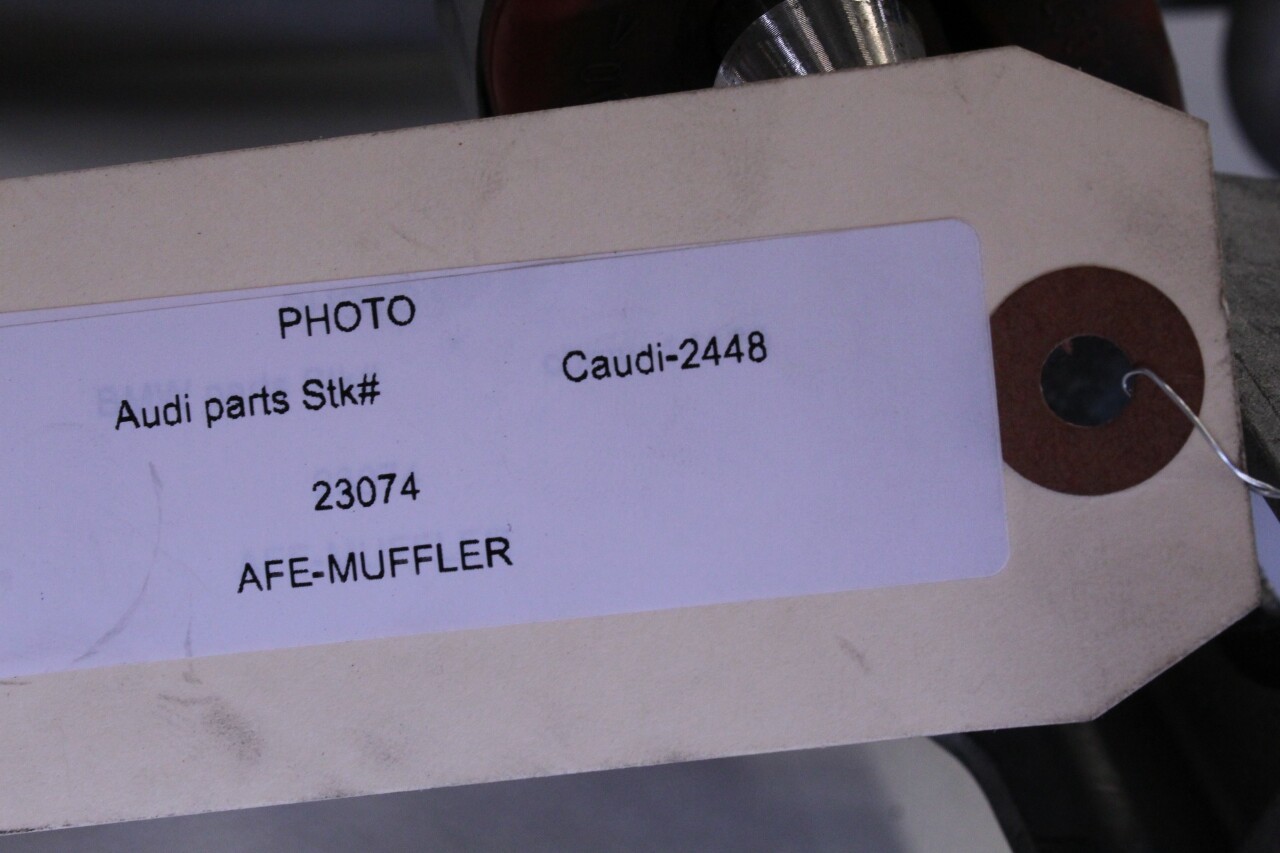 PHOTO
Audi parts Stk# Caudi-2448
23074
AFE-MUFFLER